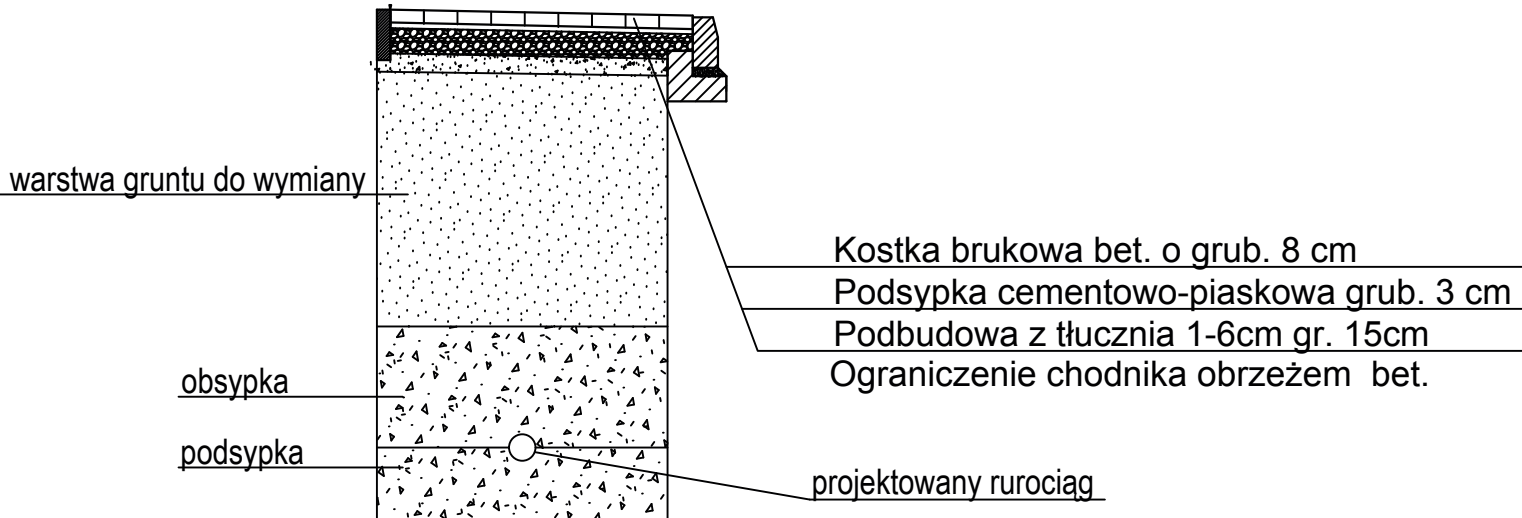 warstwa gruntu do wymiany
Kostka brukowa bet. o grub. 8 cm
Podsypka cementowo-piaskowa grub. 3 cm
Podbudowa z tłucznia 1-6cm gr. 15cm
Ograniczenie chodnika obrzeżem bet.
obsypka
podsypka
projektowany rurociąg